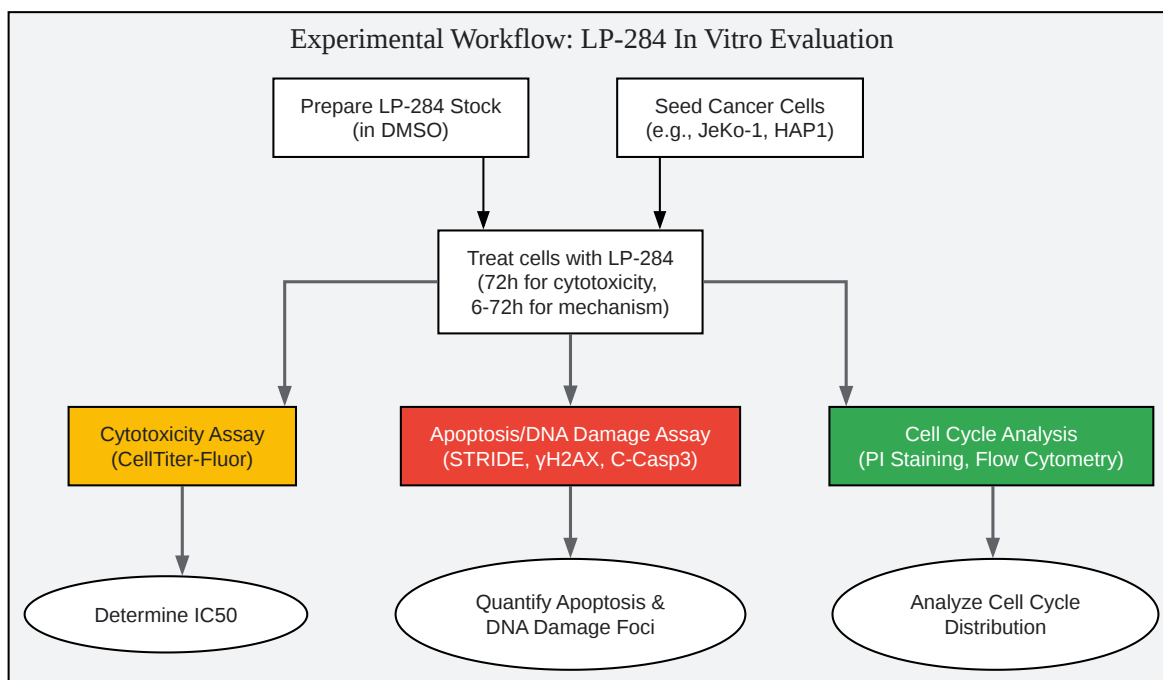 Experimental Workflow: LP-284 In Vitro Evaluation
Prepare LP-284 Stock
(in DMSO)
Seed Cancer Cells
(e.g., JeKo-1, HAP1)
Treat cells with LP-284
(72h for cytotoxicity,
6-72h for mechanism)
Cytotoxicity Assay
(CellTiter-Fluor)
Apoptosis/DNA Damage Assay
(STRIDE, γH2AX, C-Casp3)
Cell Cycle Analysis
(PI Staining, Flow Cytometry)
Determine IC50
Quantify Apoptosis &
DNA Damage Foci
Analyze Cell Cycle
Distribution